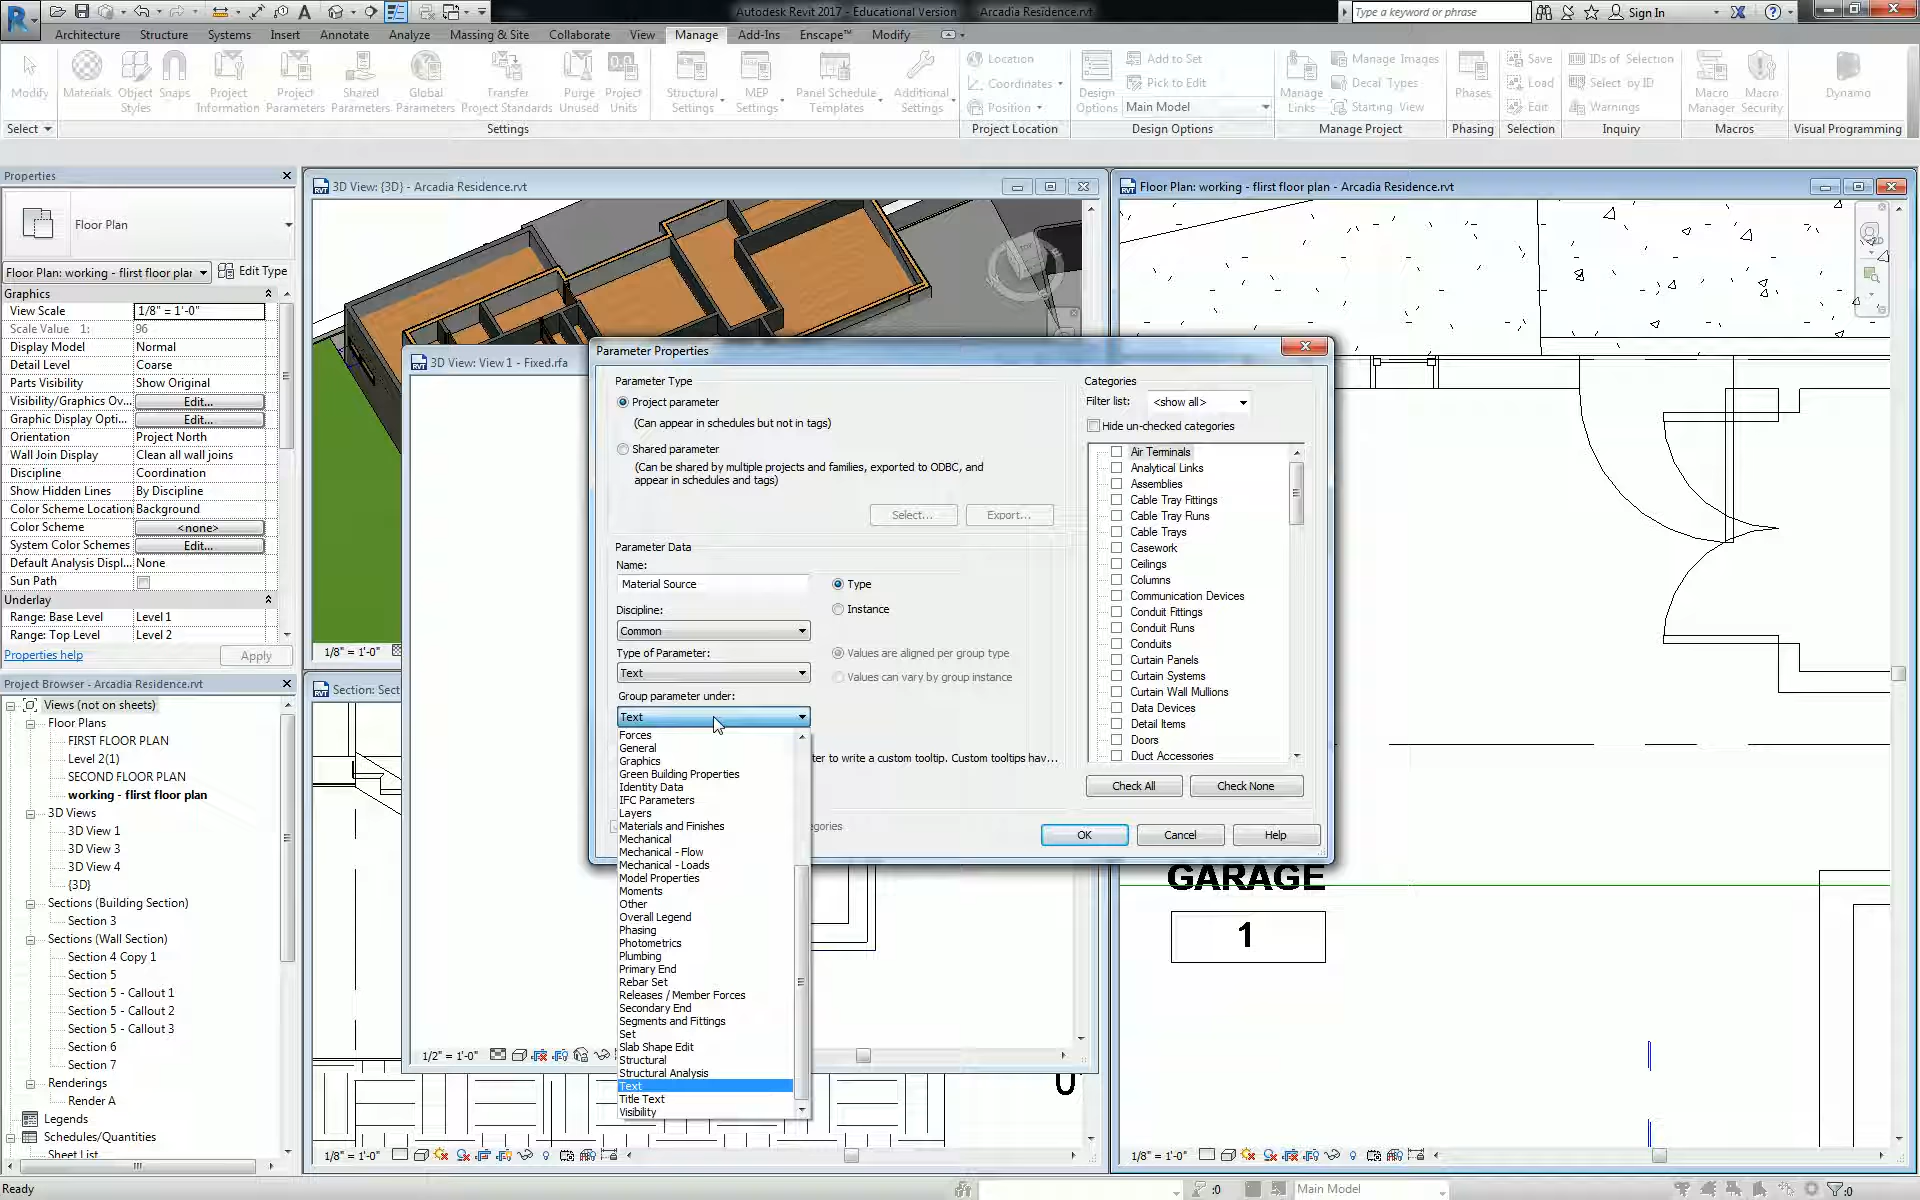 Autodesk Revit 2017 - Educational Version    Arcadia Residence.rvt
Type a keyword or phrase
Sign In
Architecture Structure Systems Insert Annotate Analyze Massing & Site Collaborate View Manage Add-Ins Enscape™ Modify
Modify
Materials
Object Styles
Snaps
Project Information
Project Parameters
Shared Parameters
Global Parameters
Transfer Project Standards
Purge Unused
Project Units
Structural Settings
MEP Settings
Panel Schedule Templates
Additional Settings
Location
Coordinates
Position
Design Options
Add to Set
Pick to Edit
Main Model
Manage Links
Manage Images
Decal Types
Starting View
Phases
Save
Load
Edit
IDs of Selection
Select by ID
Warnings
Macro Manager
Macro Security
Dynamo
Select
Settings
Project Location
Design Options
Manage Project
Phasing
Selection
Inquiry
Macros
Visual Programming
Properties
Floor Plan
Floor Plan: working - flirst floor plar
Edit Type
Graphics
View Scale 1/8" = 1'-0"
Scale Value 1: 96
Display Model Normal
Detail Level Coarse
Parts Visibility Show Original
Visibility/Graphics Ov... Edit...
Graphic Display Opti... Edit...
Orientation Project North
Wall Join Display Clean all wall joins
Discipline Coordination
Show Hidden Lines By Discipline
Color Scheme Location Background
Color Scheme <none>
System Color Schemes Edit...
Default Analysis Displ... None
Sun Path
Underlay
Range: Base Level Level 1
Range: Top Level Level 2
Properties help
Apply
Project Browser - Arcadia Residence.rvt
Views (not on sheets)
Floor Plans
FIRST FLOOR PLAN
Level 2(1)
SECOND FLOOR PLAN
working - flirst floor plan
3D Views
3D View 1
3D View 3
3D View 4
{3D}
Sections (Building Section)
Section 3
Sections (Wall Section)
Section 4 Copy 1
Section 5
Section 5 - Callout 1
Section 5 - Callout 2
Section 5 - Callout 3
Section 6
Section 7
Renderings
Render A
Legends
Schedules/Quantities
Sheet List
Ready
3D View: {3D} - Arcadia Residence.rvt
1/8" = 1'-0"
3D View: View 1 - Fixed.rfa
1/2" = 1'-0"
Section: Sect
1/8" = 1'-0"
Floor Plan: working - flirst floor plan - Arcadia Residence.rvt
GARAGE
1
1/8" = 1'-0"
Parameter Properties
Parameter Type
Project parameter
(Can appear in schedules but not in tags)
Shared parameter
(Can be shared by multiple projects and families, exported to ODBC, and
appear in schedules and tags)
Select...
Export...
Parameter Data
Name:
Material Source
Type
Instance
Discipline:
Common
Type of Parameter:
Text
Values are aligned per group type
Values can vary by group instance
Group parameter under:
Text
ter to write a custom tooltip. Custom tooltips hav...
egories
Forces
General
Graphics
Green Building Properties
Identity Data
IFC Parameters
Layers
Materials and Finishes
Mechanical
Mechanical - Flow
Mechanical - Loads
Model Properties
Moments
Other
Overall Legend
Phasing
Photometrics
Plumbing
Primary End
Rebar Set
Releases / Member Forces
Secondary End
Segments and Fittings
Set
Slab Shape Edit
Structural
Structural Analysis
Text
Title Text
Visibility
Categories
Filter list: <show all>
Hide un-checked categories
Air Terminals
Analytical Links
Assemblies
Cable Tray Fittings
Cable Tray Runs
Cable Trays
Casework
Ceilings
Columns
Communication Devices
Conduit Fittings
Conduit Runs
Conduits
Curtain Panels
Curtain Systems
Curtain Wall Mullions
Data Devices
Detail Items
Doors
Duct Accessories
Check All
Check None
OK
Cancel
Help
:0
Main Model
:0